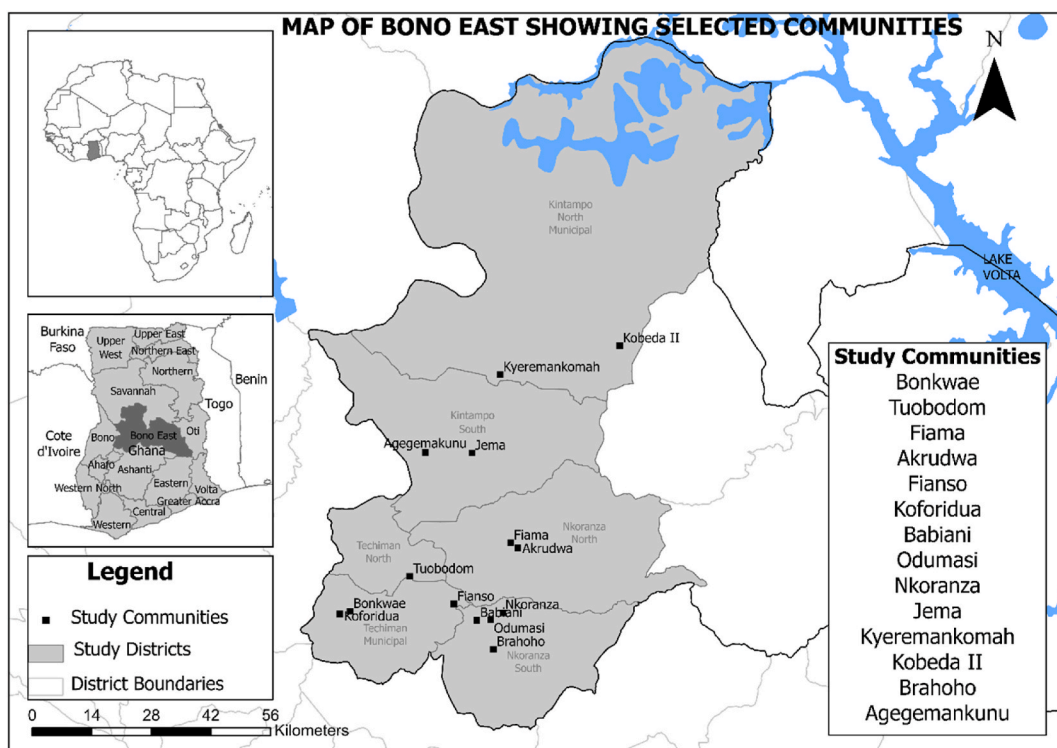 MAP OF BONO EAST SHOWING SELECTED COMMUNITIES
N
Kintampo
North
Municipal
LAKE
VOLTA
Kobeda II
Kyeremankomah
Kintampo
South
Agegemakunu
Jema
Nkoranza
North
Fiama
Akrudwa
Techiman
North
Tuobodom
Fianso
Nkoranza
Bonkwae
Koforidua
Babiani
Odumasi
Techiman
Municipal
Brahoho
Nkoranza
South
Burkina
Faso
Upper East
Upper
West
Northern East
Northern
Savannah
Benin
Togo
Cote
d'Ivoire
Bono
Bono East
Oti
Ghana
Ahafo
Ashanti
Western North
Eastern
Volta
Greater Accra
Central
Western
Legend
Study Communities
Study Districts
District Boundaries
0 14 28 42 56
Kilometers
Study Communities
Bonkwae
Tuobodom
Fiama
Akrudwa
Fianso
Koforidua
Babiani
Odumasi
Nkoranza
Jema
Kyeremankomah
Kobeda II
Brahoho
Agegemankunu